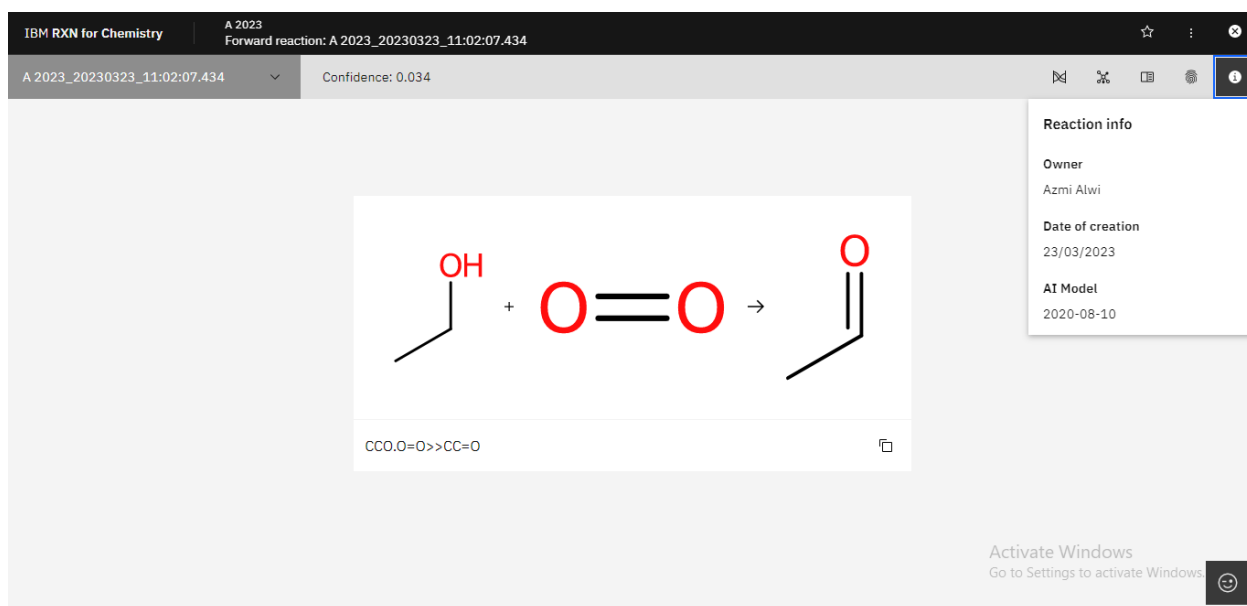 IBM RXN for Chemistry
A 2023
Forward reaction: A 2023_20230323_11:02:07.434
A 2023_20230323_11:02:07.434
Confidence: 0.034
Reaction info
Owner
Azmi Alwi
Date of creation
23/03/2023
AI Model
2020-08-10
OH
+
O
O
→
O
CCO.O=O>>CC=O
Activate Windows
Go to Settings to activate Windows.